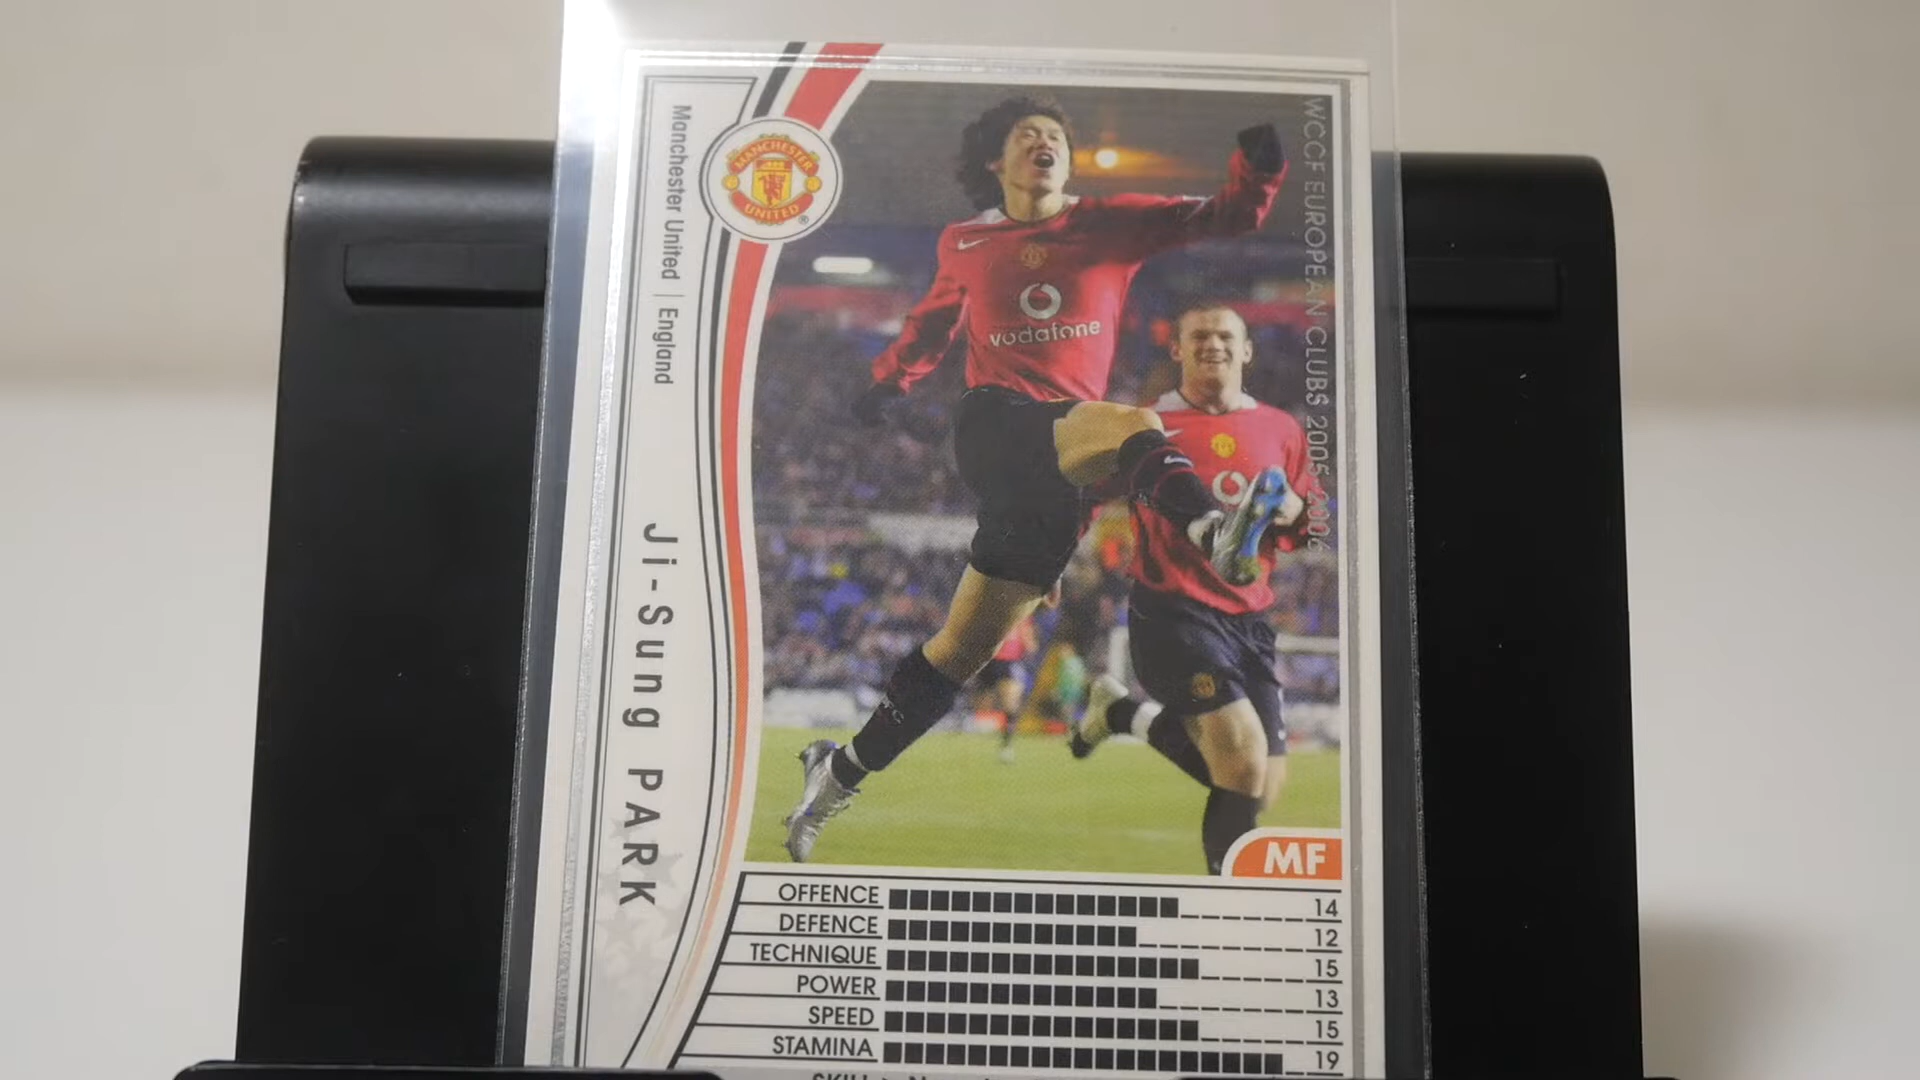 Manchester United | England
Ji-Sung PARK
MANCHESTER
UNITED
®
WCCF EUROPEAN CLUBS 2005-2006
vodafone
MF
OFFENCE 14
DEFENCE 12
TECHNIQUE 15
POWER 13
SPEED 15
STAMINA 19